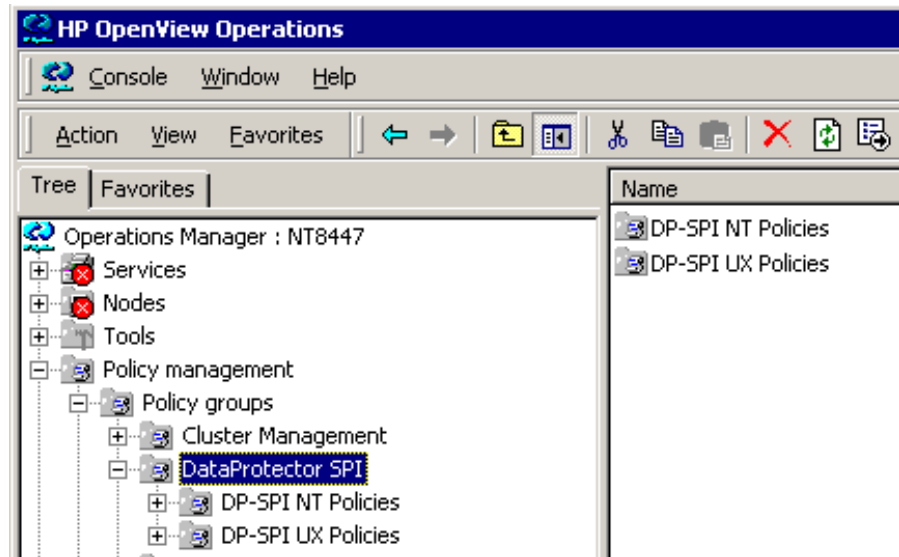 HP OpenView Operations
Console Window Help
Action View Favorites
Tree Favorites
Name
Operations Manager : NT8447
Services
Nodes
Tools
Policy management
Policy groups
Cluster Management
DataProtector SPI
DP-SPI NT Policies
DP-SPI UX Policies
DP-SPI NT Policies
DP-SPI UX Policies